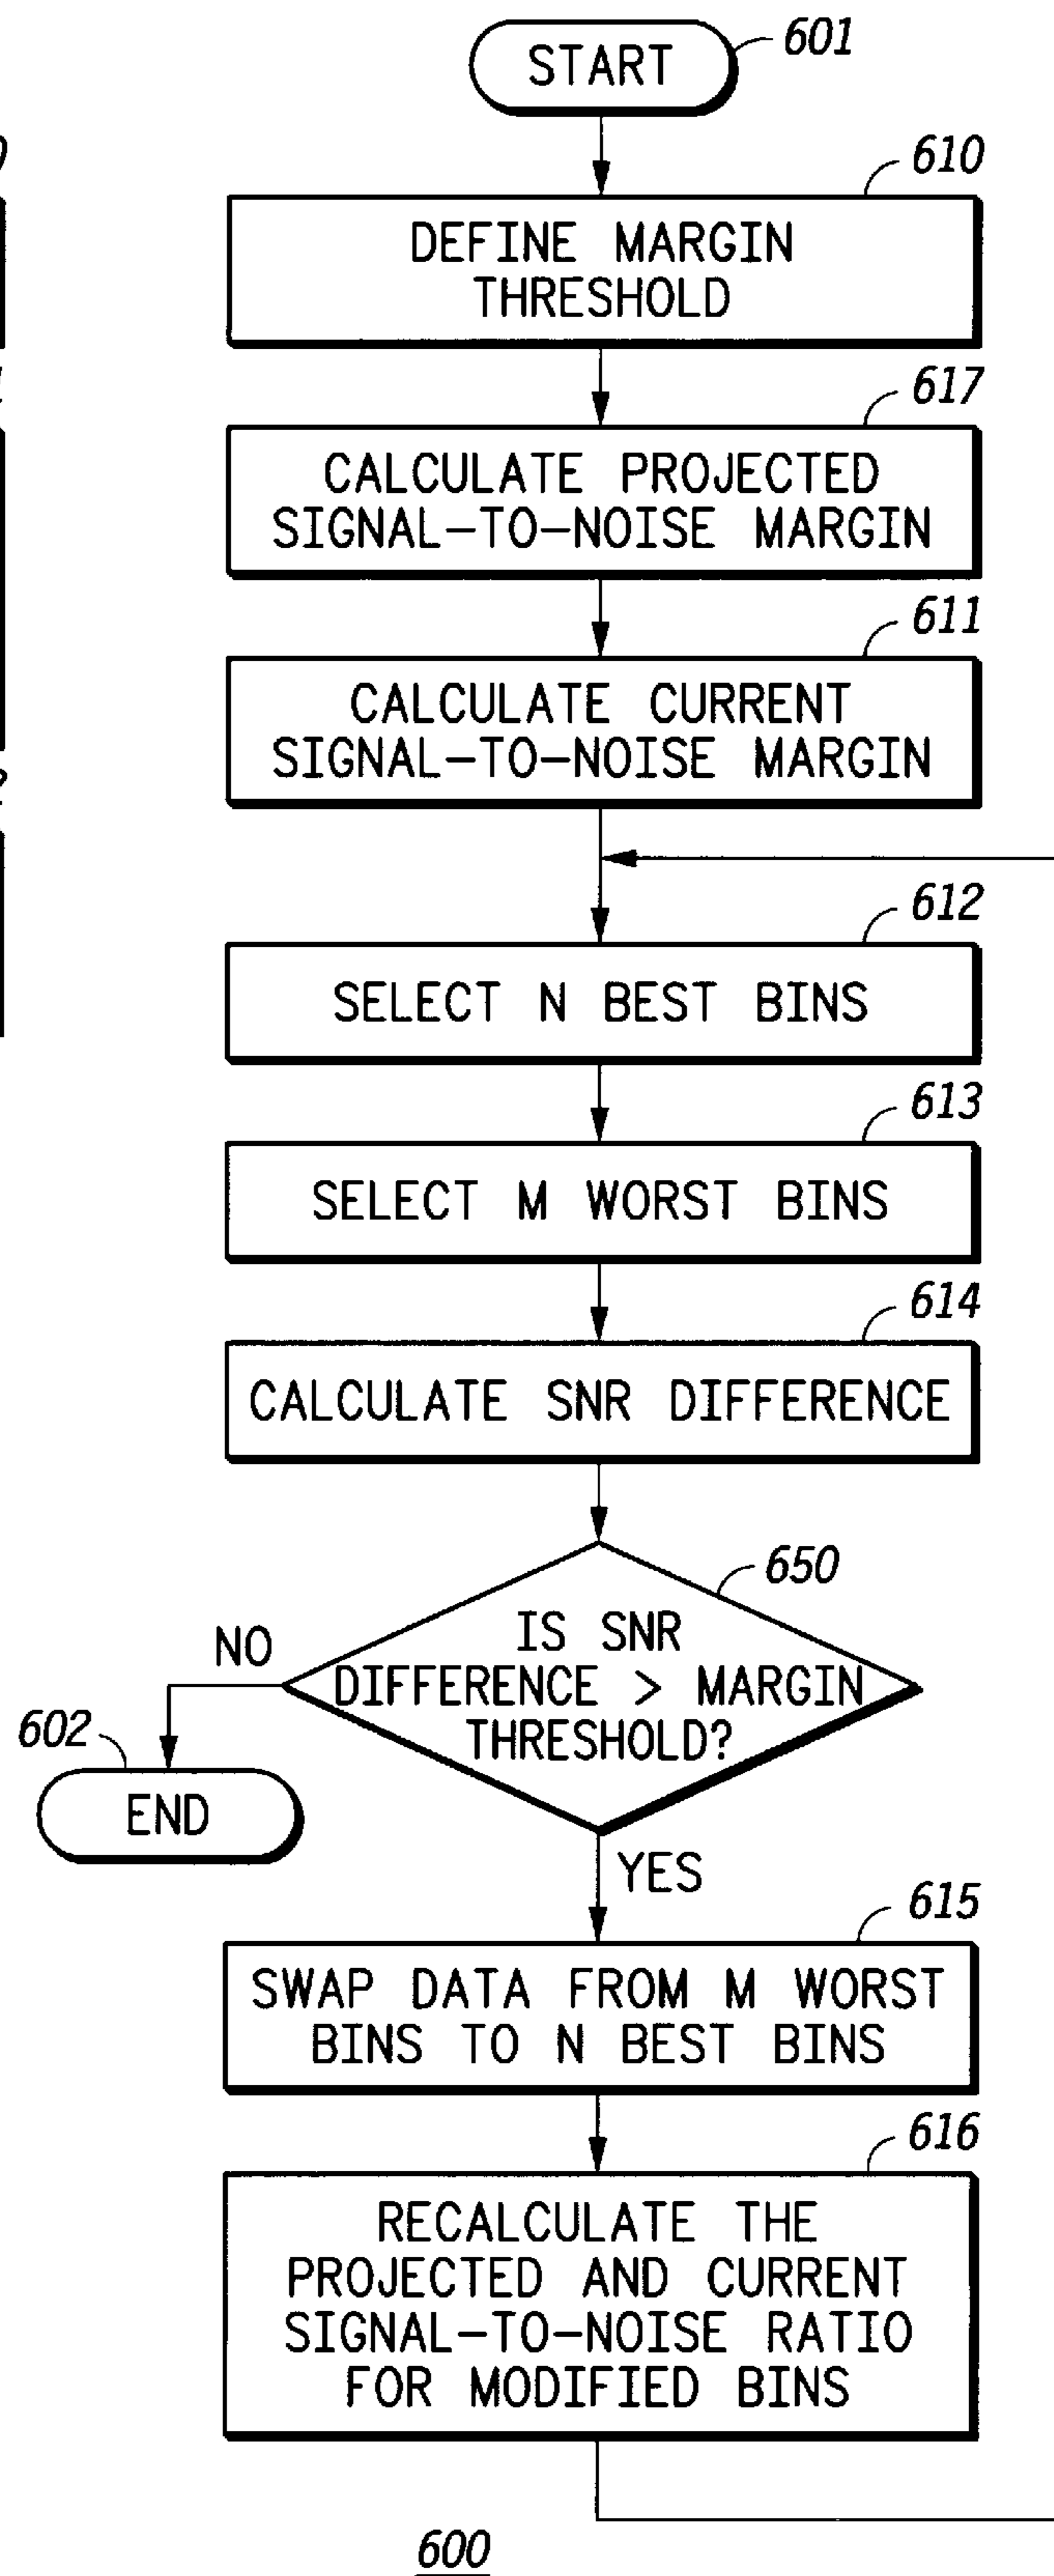 START
601
610
DEFINE MARGIN
THRESHOLD
617
CALCULATE PROJECTED
SIGNAL-TO-NOISE MARGIN
611
CALCULATE CURRENT
SIGNAL-TO-NOISE MARGIN
612
SELECT N BEST BINS
613
SELECT M WORST BINS
614
CALCULATE SNR DIFFERENCE
650
IS SNR
DIFFERENCE > MARGIN
THRESHOLD?
NO
602
END
YES
615
SWAP DATA FROM M WORST
BINS TO N BEST BINS
616
RECALCULATE THE
PROJECTED AND CURRENT
SIGNAL-TO-NOISE RATIO
FOR MODIFIED BINS
600